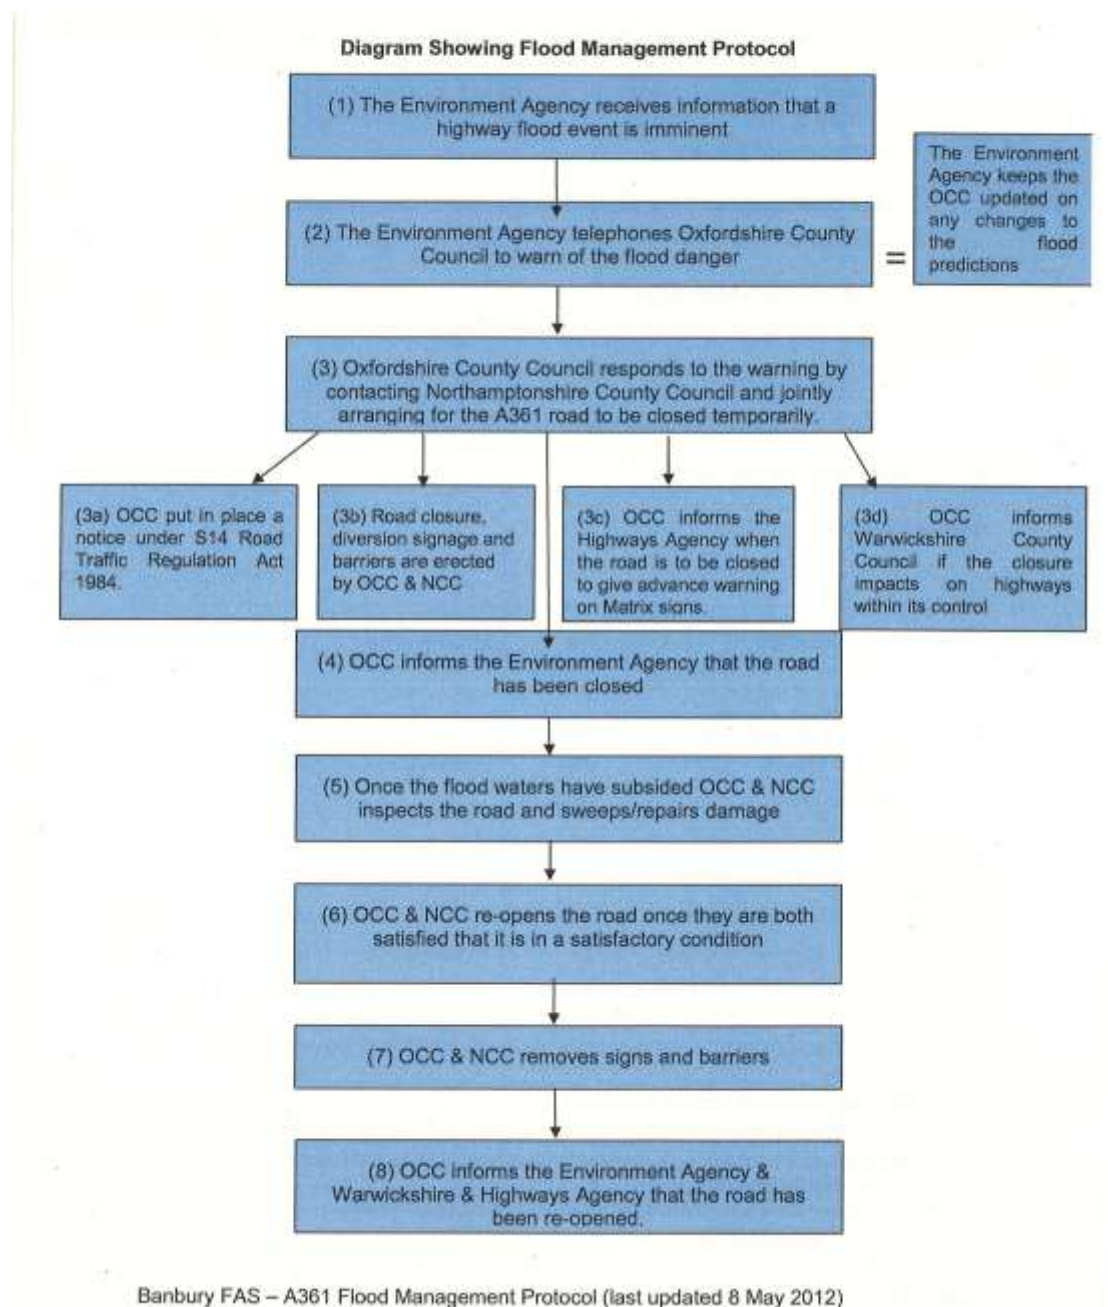 Diagram Showing Flood Management Protocol
(1) The Environment Agency receives information that a
highway flood event is imminent
The Environment
Agency keeps the
OCC updated on
any changes to
the flood
predictions
(2) The Environment Agency telephones Oxfordshire County
Council to warn of the flood danger
=
(3) Oxfordshire County Council responds to the warning by
contacting Northamptonshire County Council and jointly
arranging for the A361 road to be closed temporarily.
(3a) OCC put in place a
notice under S14 Road
Traffic Regulation Act
1984.
(3b) Road closure,
diversion signage and
barriers are erected
by OCC & NCC
(3c) OCC informs the
Highways Agency when
the road is to be closed
to give advance warning
on Matrix signs.
(3d) OCC informs
Warwickshire County
Council if the closure
impacts on highways
within its control
(4) OCC informs the Environment Agency that the road
has been closed
(5) Once the flood waters have subsided OCC & NCC
inspects the road and sweeps/repairs damage
(6) OCC & NCC re-opens the road once they are both
satisfied that it is in a satisfactory condition
(7) OCC & NCC removes signs and barriers
(8) OCC informs the Environment Agency &
Warwickshire & Highways Agency that the road has
been re-opened.
Banbury FAS – A361 Flood Management Protocol (last updated 8 May 2012)